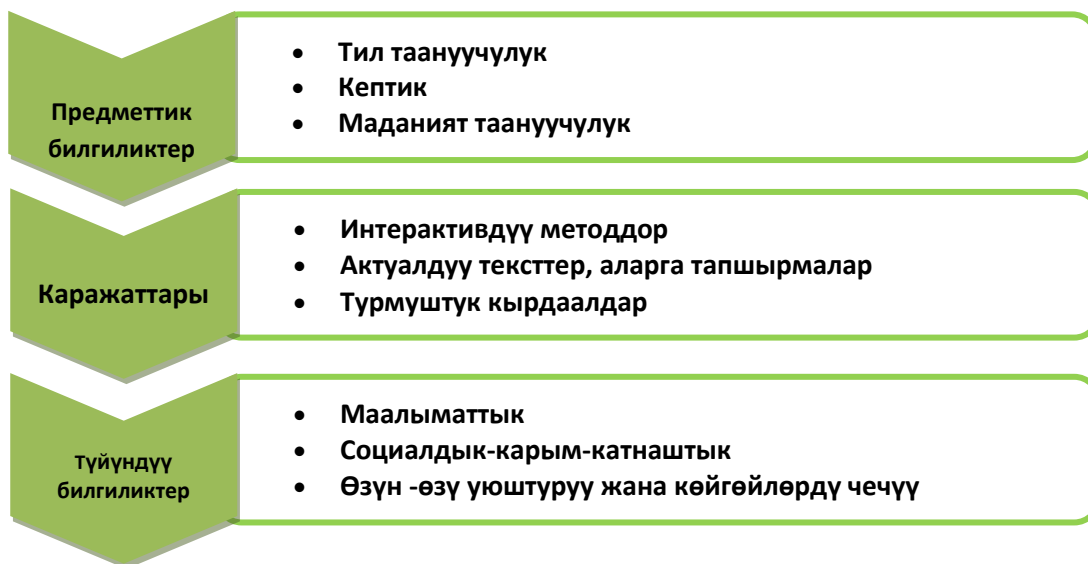 Предметтик
билгиликтер
• Тил таануучулук
• Кептик
• Маданият таануучулук
Каражаттары
• Интерактивдүү методдор
• Актуалдуу тексттер, аларга тапшырмалар
• Турмуштук кырдаалдар
Түйүндүү
билгиликтер
• Маалыматтык
• Социалдык-карым-катнаштык
• Өзүн -өзү уюштуруу жана көйгөйлөрдү чечүү